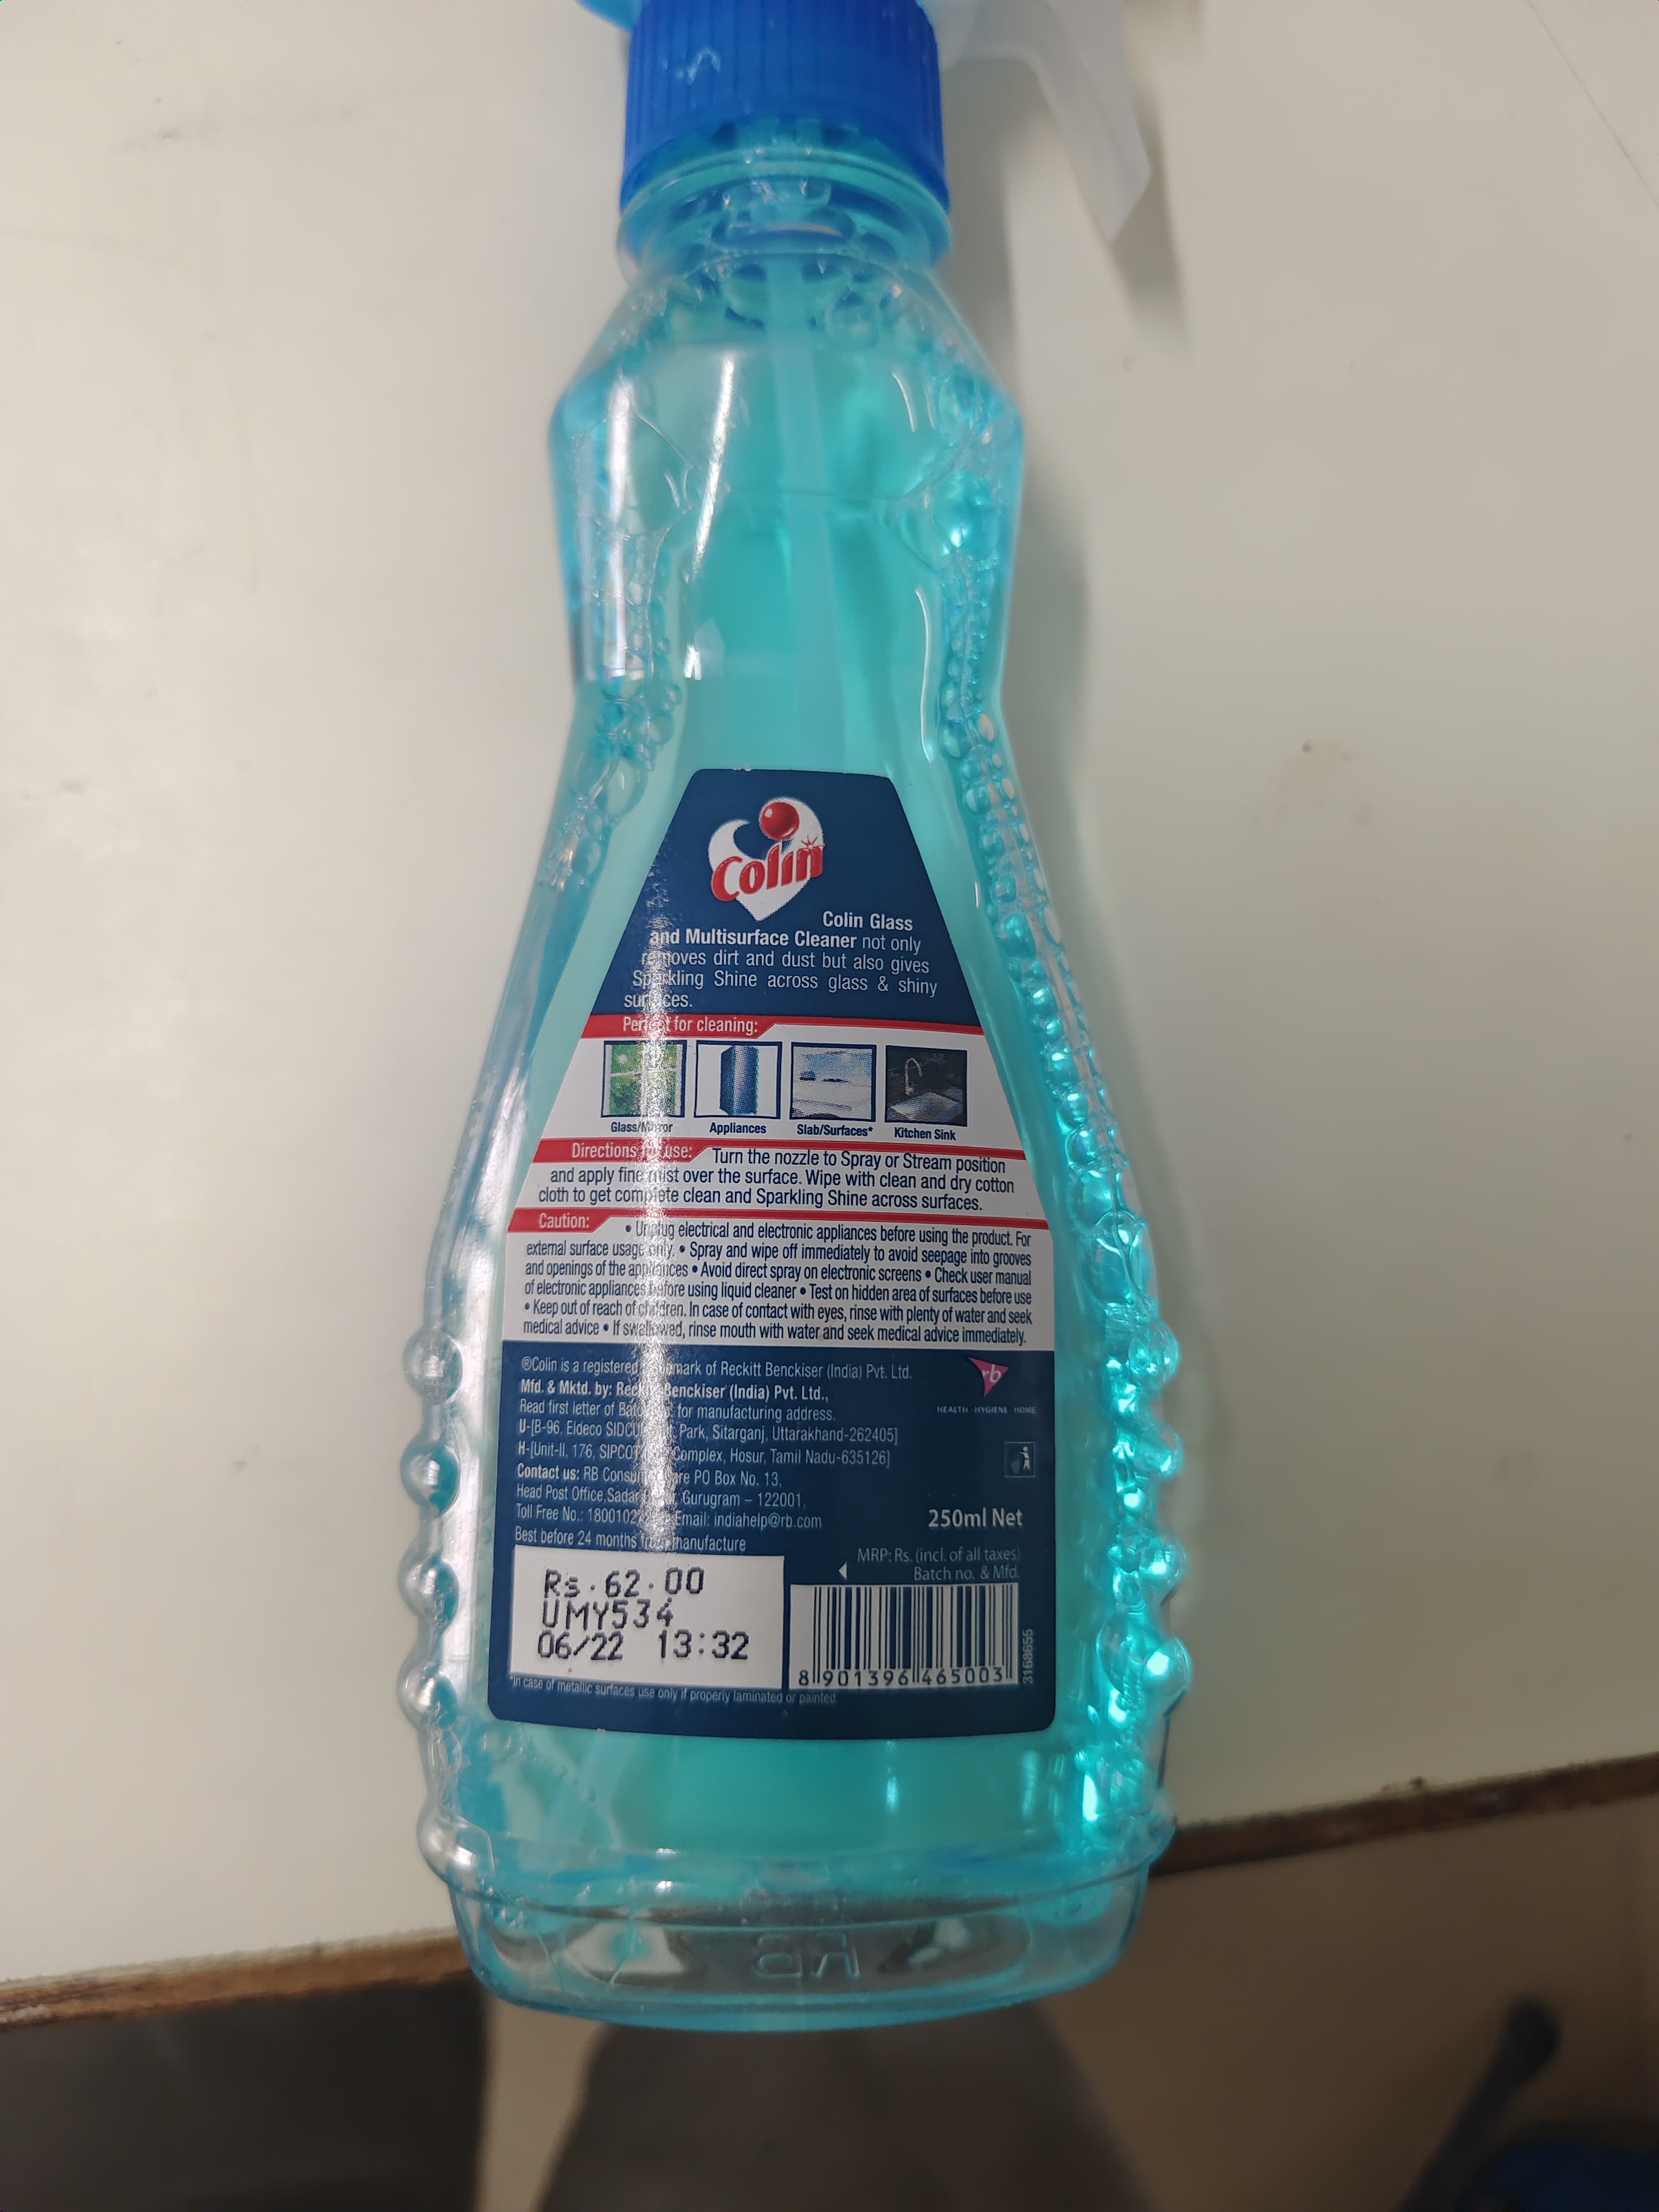 Colin
Colin Glass
and Multisurface Cleaner not only
removes dirt and dust but also gives
Sparkling Shine across glass & shiny
surfaces.
Perfect for cleaning:
Glass/Mirror Appliances Slab/Surfaces* Kitchen Sink
Directions for use: Turn the nozzle to Spray or Stream position
and apply fine mist over the surface. Wipe with clean and dry cotton
cloth to get complete clean and Sparkling Shine across surfaces.
Caution: • Unplug electrical and electronic appliances before using the product. For
external surface usage only. • Spray and wipe off immediately to avoid seepage into grooves
and openings of the appliances • Avoid direct spray on electronic screens • Check user manual
of electronic appliances before using liquid cleaner • Test on hidden area of surfaces before use
• Keep out of reach of children. In case of contact with eyes, rinse with plenty of water and seek
medical advice • If swallowed, rinse mouth with water and seek medical advice immediately.
®Colin is a registered trademark of Reckitt Benckiser (India) Pvt. Ltd.
rb
HEALTH · HYGIENE · HOME
Mfd. & Mktd. by: Reckitt Benckiser (India) Pvt. Ltd.,
Read first letter of Batch for manufacturing address.
U-[B-96. Eldeco Park, Sitarganj, Uttarakhand-262405]
H-[Unit-II, 176, SIPCOT Complex, Hosur, Tamil Nadu-635126]
Contact us: RB Consumer Care PO Box No. 13,
Head Post Office, Sadar Gurugram – 122001,
Toll Free No.: Email: indiahelp@rb.com
250ml Net
Best before 24 months from manufacture
MRP: Rs. (incl. of all taxes)
Batch no. & Mfd.
Rs.62.00
UMY534
06/22 13:32
8 901396 465003
3168655
*In case of metallic surfaces use only if properly laminated or painted.